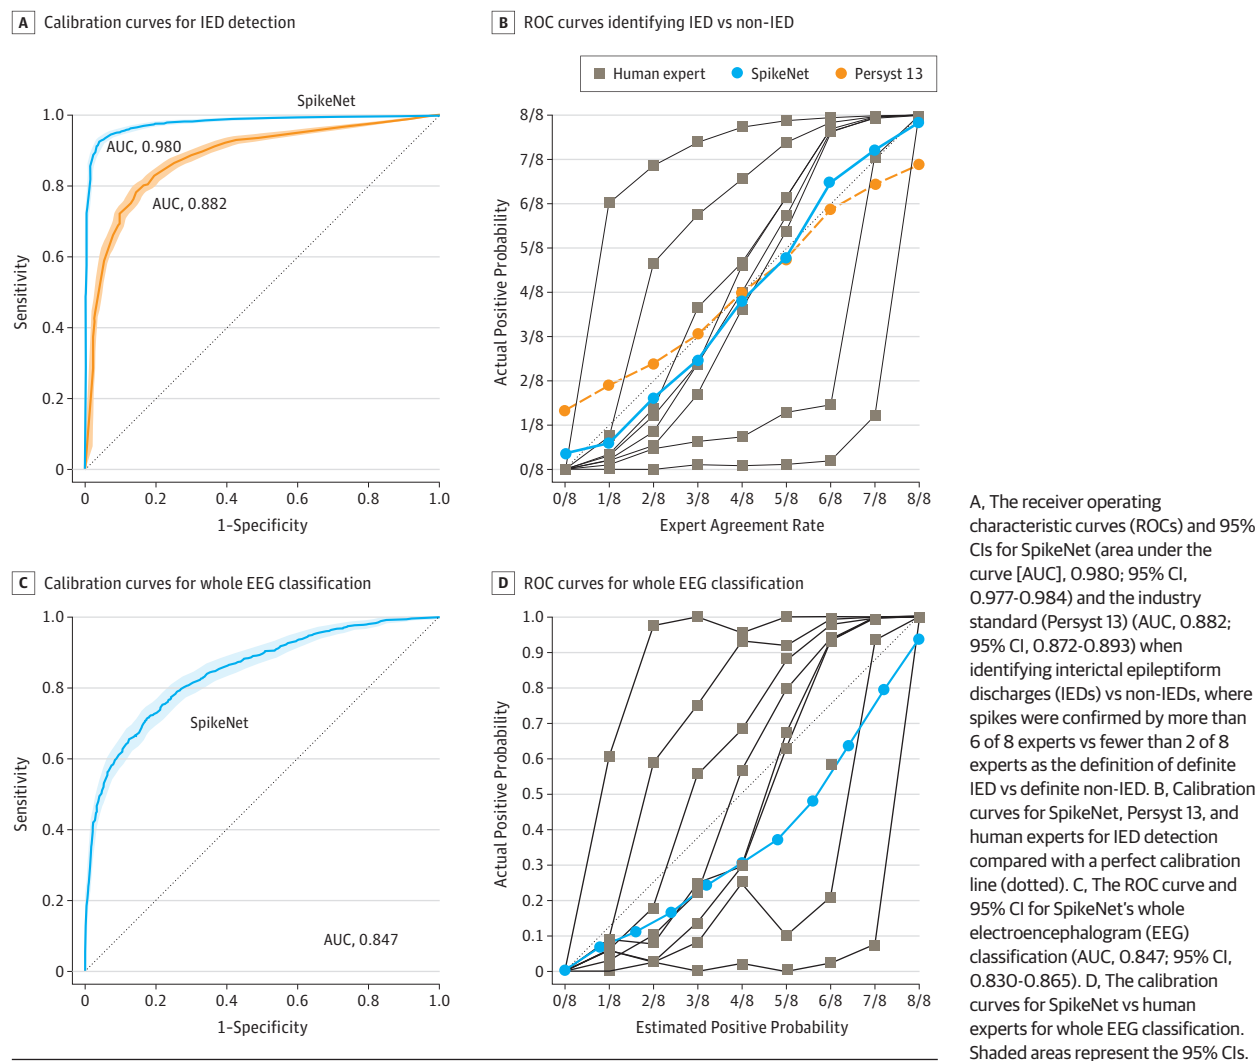 A Calibration curves for IED detection
SpikeNet
AUC, 0.980
AUC, 0.882
1.0
0.8
0.6
0.4
0.2
0
Sensitivity
0 0.2 0.4 0.6 0.8 1.0
1–Specificity
B ROC curves identifying IED vs non-IED
Human expert SpikeNet Persyst 13
8/8
7/8
6/8
5/8
4/8
3/8
2/8
1/8
0/8
Actual Positive Probability
0/8 1/8 2/8 3/8 4/8 5/8 6/8 7/8 8/8
Expert Agreement Rate
C Calibration curves for whole EEG classification
1.0
0.8
0.6
0.4
0.2
0
Sensitivity
SpikeNet
AUC, 0.847
0 0.2 0.4 0.6 0.8 1.0
1–Specificity
D ROC curves for whole EEG classification
1.0
0.9
0.8
0.7
0.6
0.5
0.4
0.3
0.2
0.1
0
Actual Positive Probability
0/8 1/8 2/8 3/8 4/8 5/8 6/8 7/8 8/8
Estimated Positive Probability
A, The receiver operating
characteristic curves (ROCs) and 95%
CIs for SpikeNet (area under the
curve [AUC], 0.980; 95% CI,
0.977-0.984) and the industry
standard (Persyst 13) (AUC, 0.882;
95% CI, 0.872-0.893) when
identifying interictal epileptiform
discharges (IEDs) vs non-IEDs, where
spikes were confirmed by more than
6 of 8 experts vs fewer than 2 of 8
experts as the definition of definite
IED vs definite non-IED. B, Calibration
curves for SpikeNet, Persyst 13, and
human experts for IED detection
compared with a perfect calibration
line (dotted). C, The ROC curve and
95% CI for SpikeNet's whole
electroencephalogram (EEG)
classification (AUC, 0.847; 95% CI,
0.830-0.865). D, The calibration
curves for SpikeNet vs human
experts for whole EEG classification.
Shaded areas represent the 95% CIs.